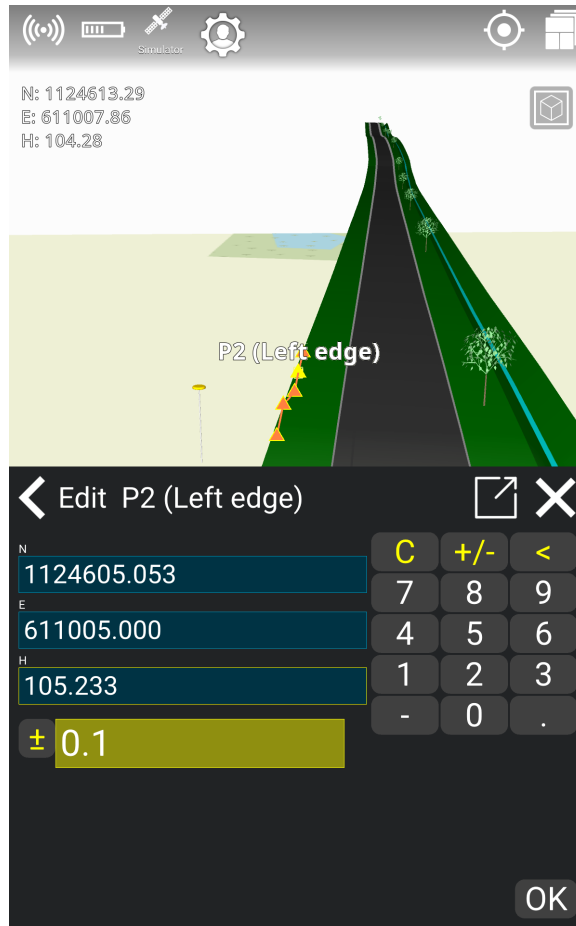 Simulator
N: 1124613.29
E: 611007.86
H: 104.28
P2 (Left edge)
Edit P2 (Left edge)
N
1124605.053
E
611005.000
H
105.233
± 0.1
C +/- <
7 8 9
4 5 6
1 2 3
- 0 .
OK